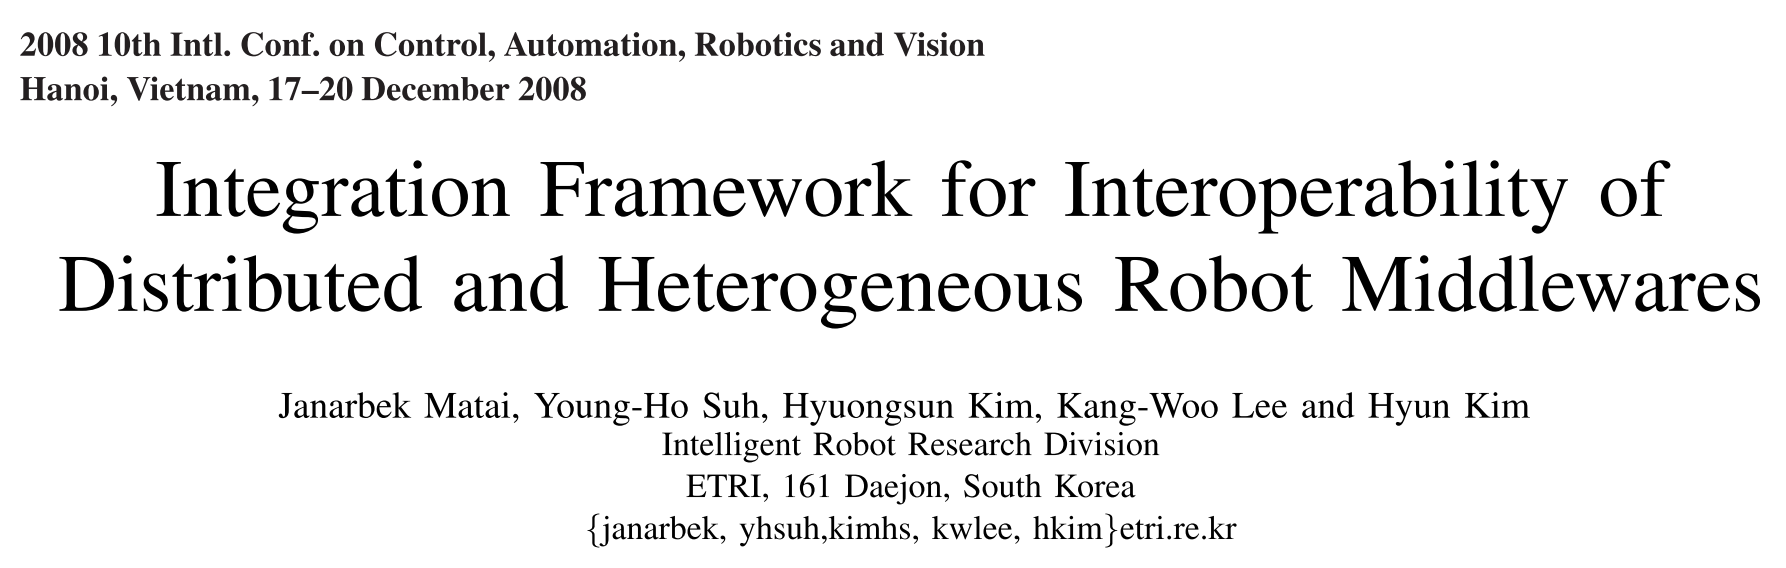 2008 10th Intl. Conf. on Control, Automation, Robotics and Vision
Hanoi, Vietnam, 17–20 December 2008
Integration Framework for Interoperability of
Distributed and Heterogeneous Robot Middlewares
Janarbek Matai, Young-Ho Suh, Hyuongsun Kim, Kang-Woo Lee and Hyun Kim
Intelligent Robot Research Division
ETRI, 161 Daejon, South Korea
{janarbek, yhsuh,kimhs, kwlee, hkim}etri.re.kr